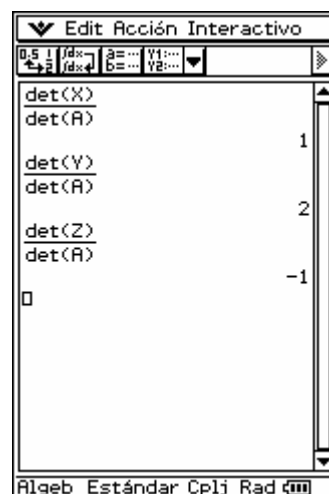 Edit Acción Interactivo
det(X)
det(A)
1
det(Y)
det(A)
2
det(Z)
det(A)
-1
Algeb Estándar Cplj Rad